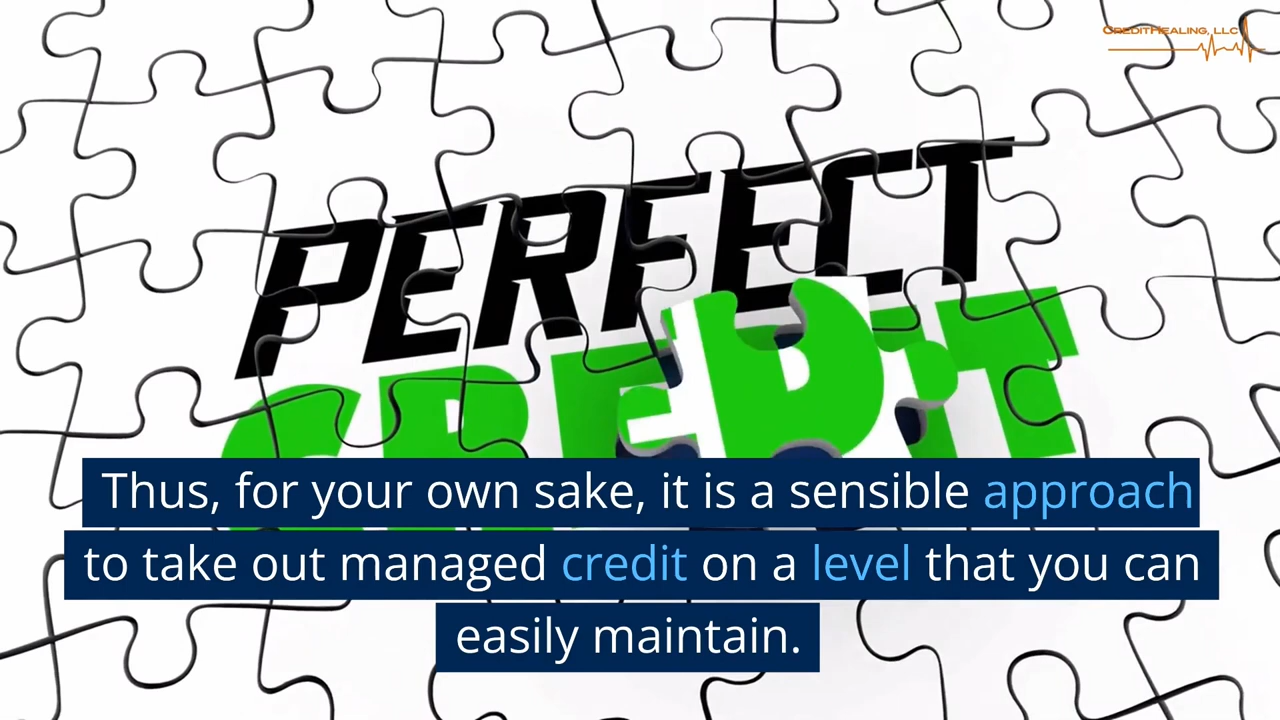 CREDITHEALING, LLC
PERFECT
CREDiT
Thus, for your own sake, it is a sensible approach
to take out managed credit on a level that you can
easily maintain.